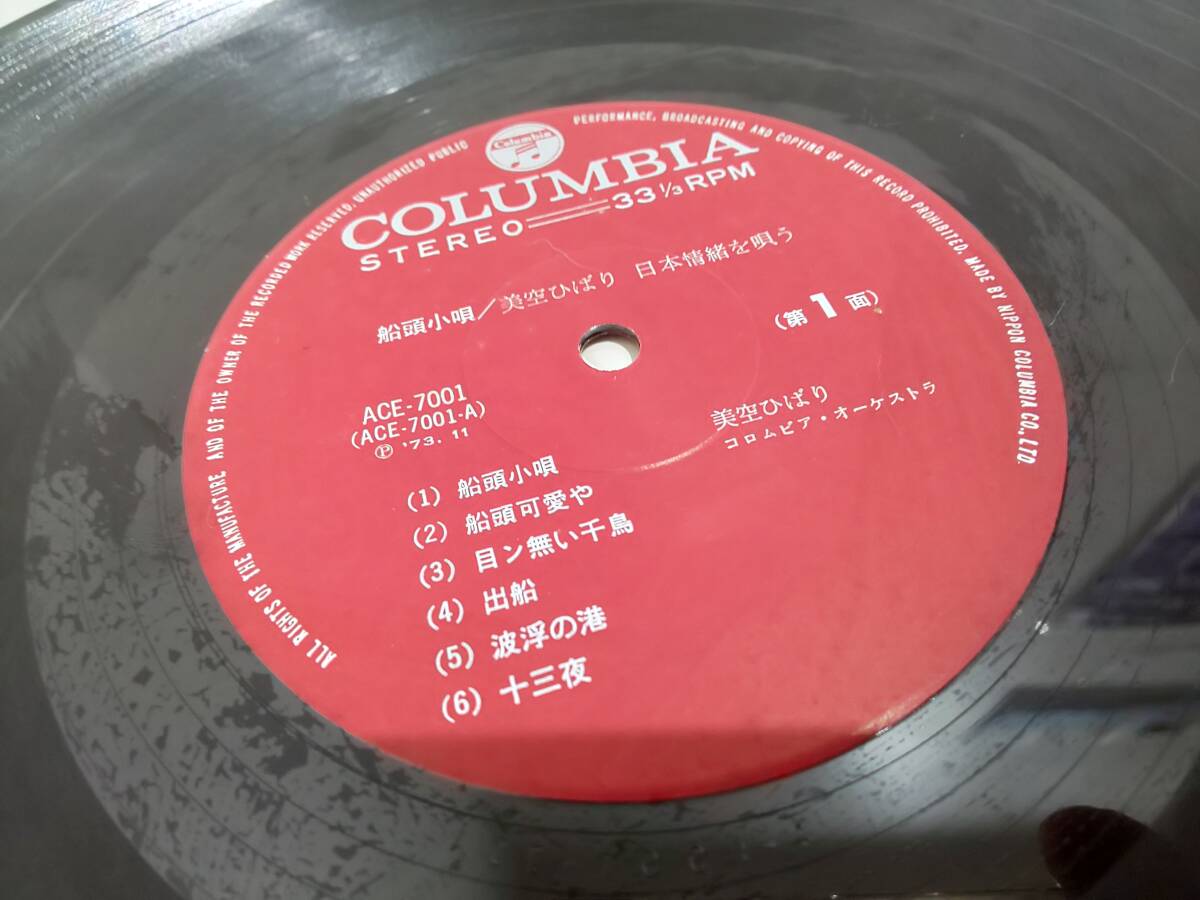 ALL RIGHTS OF THE MANUFACTURE AND OF THE OWNER OF THE RECORDED WORK RESERVED. UNAUTHORIZED PUBLIC PERFORMANCE, BROADCASTING AND COPYING OF THIS RECORD PROHIBITED. MADE BY NIPPON COLUMBIA CO., LTD.
Columbia
COLUMBIA
STEREO 33 1/3 RPM
船頭小唄/美空ひばり 日本情緒を唄う
(第1面)
ACE-7001
(ACE-7001-A)
Ⓟ '73. 11
美空ひばり
コロムビア・オーケストラ
(1) 船頭小唄
(2) 船頭可愛や
(3) 目ン無い千鳥
(4) 出船
(5) 波浮の港
(6) 十三夜